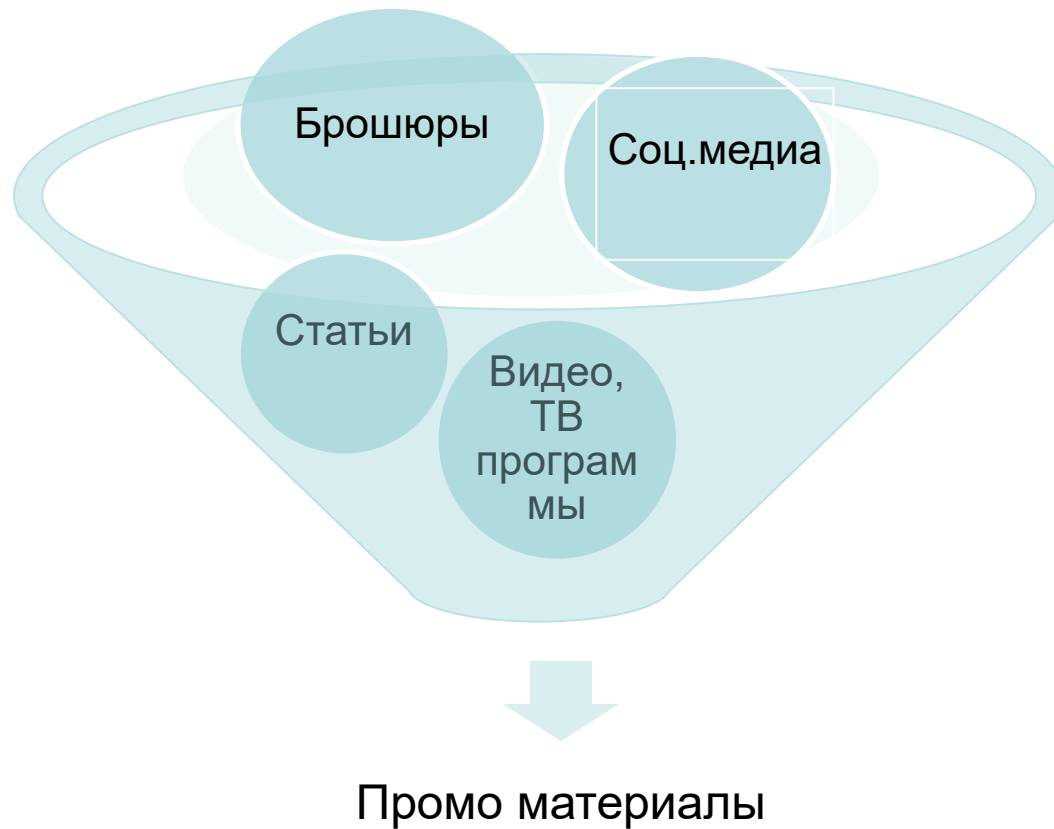 Брошюры
Соц.медиа
Статьи
Видео,
ТВ
програм
мы
Промо материалы